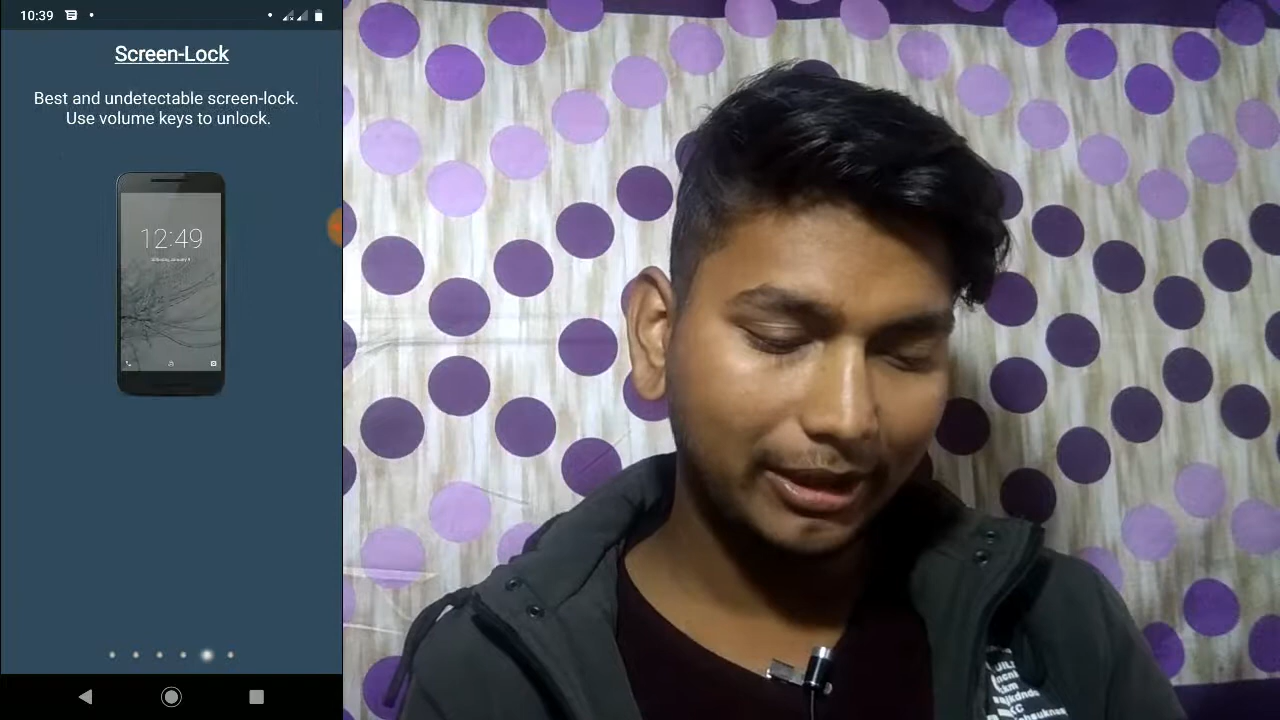 10:39
Screen-Lock
Best and undetectable screen-lock.
Use volume keys to unlock.
12:49